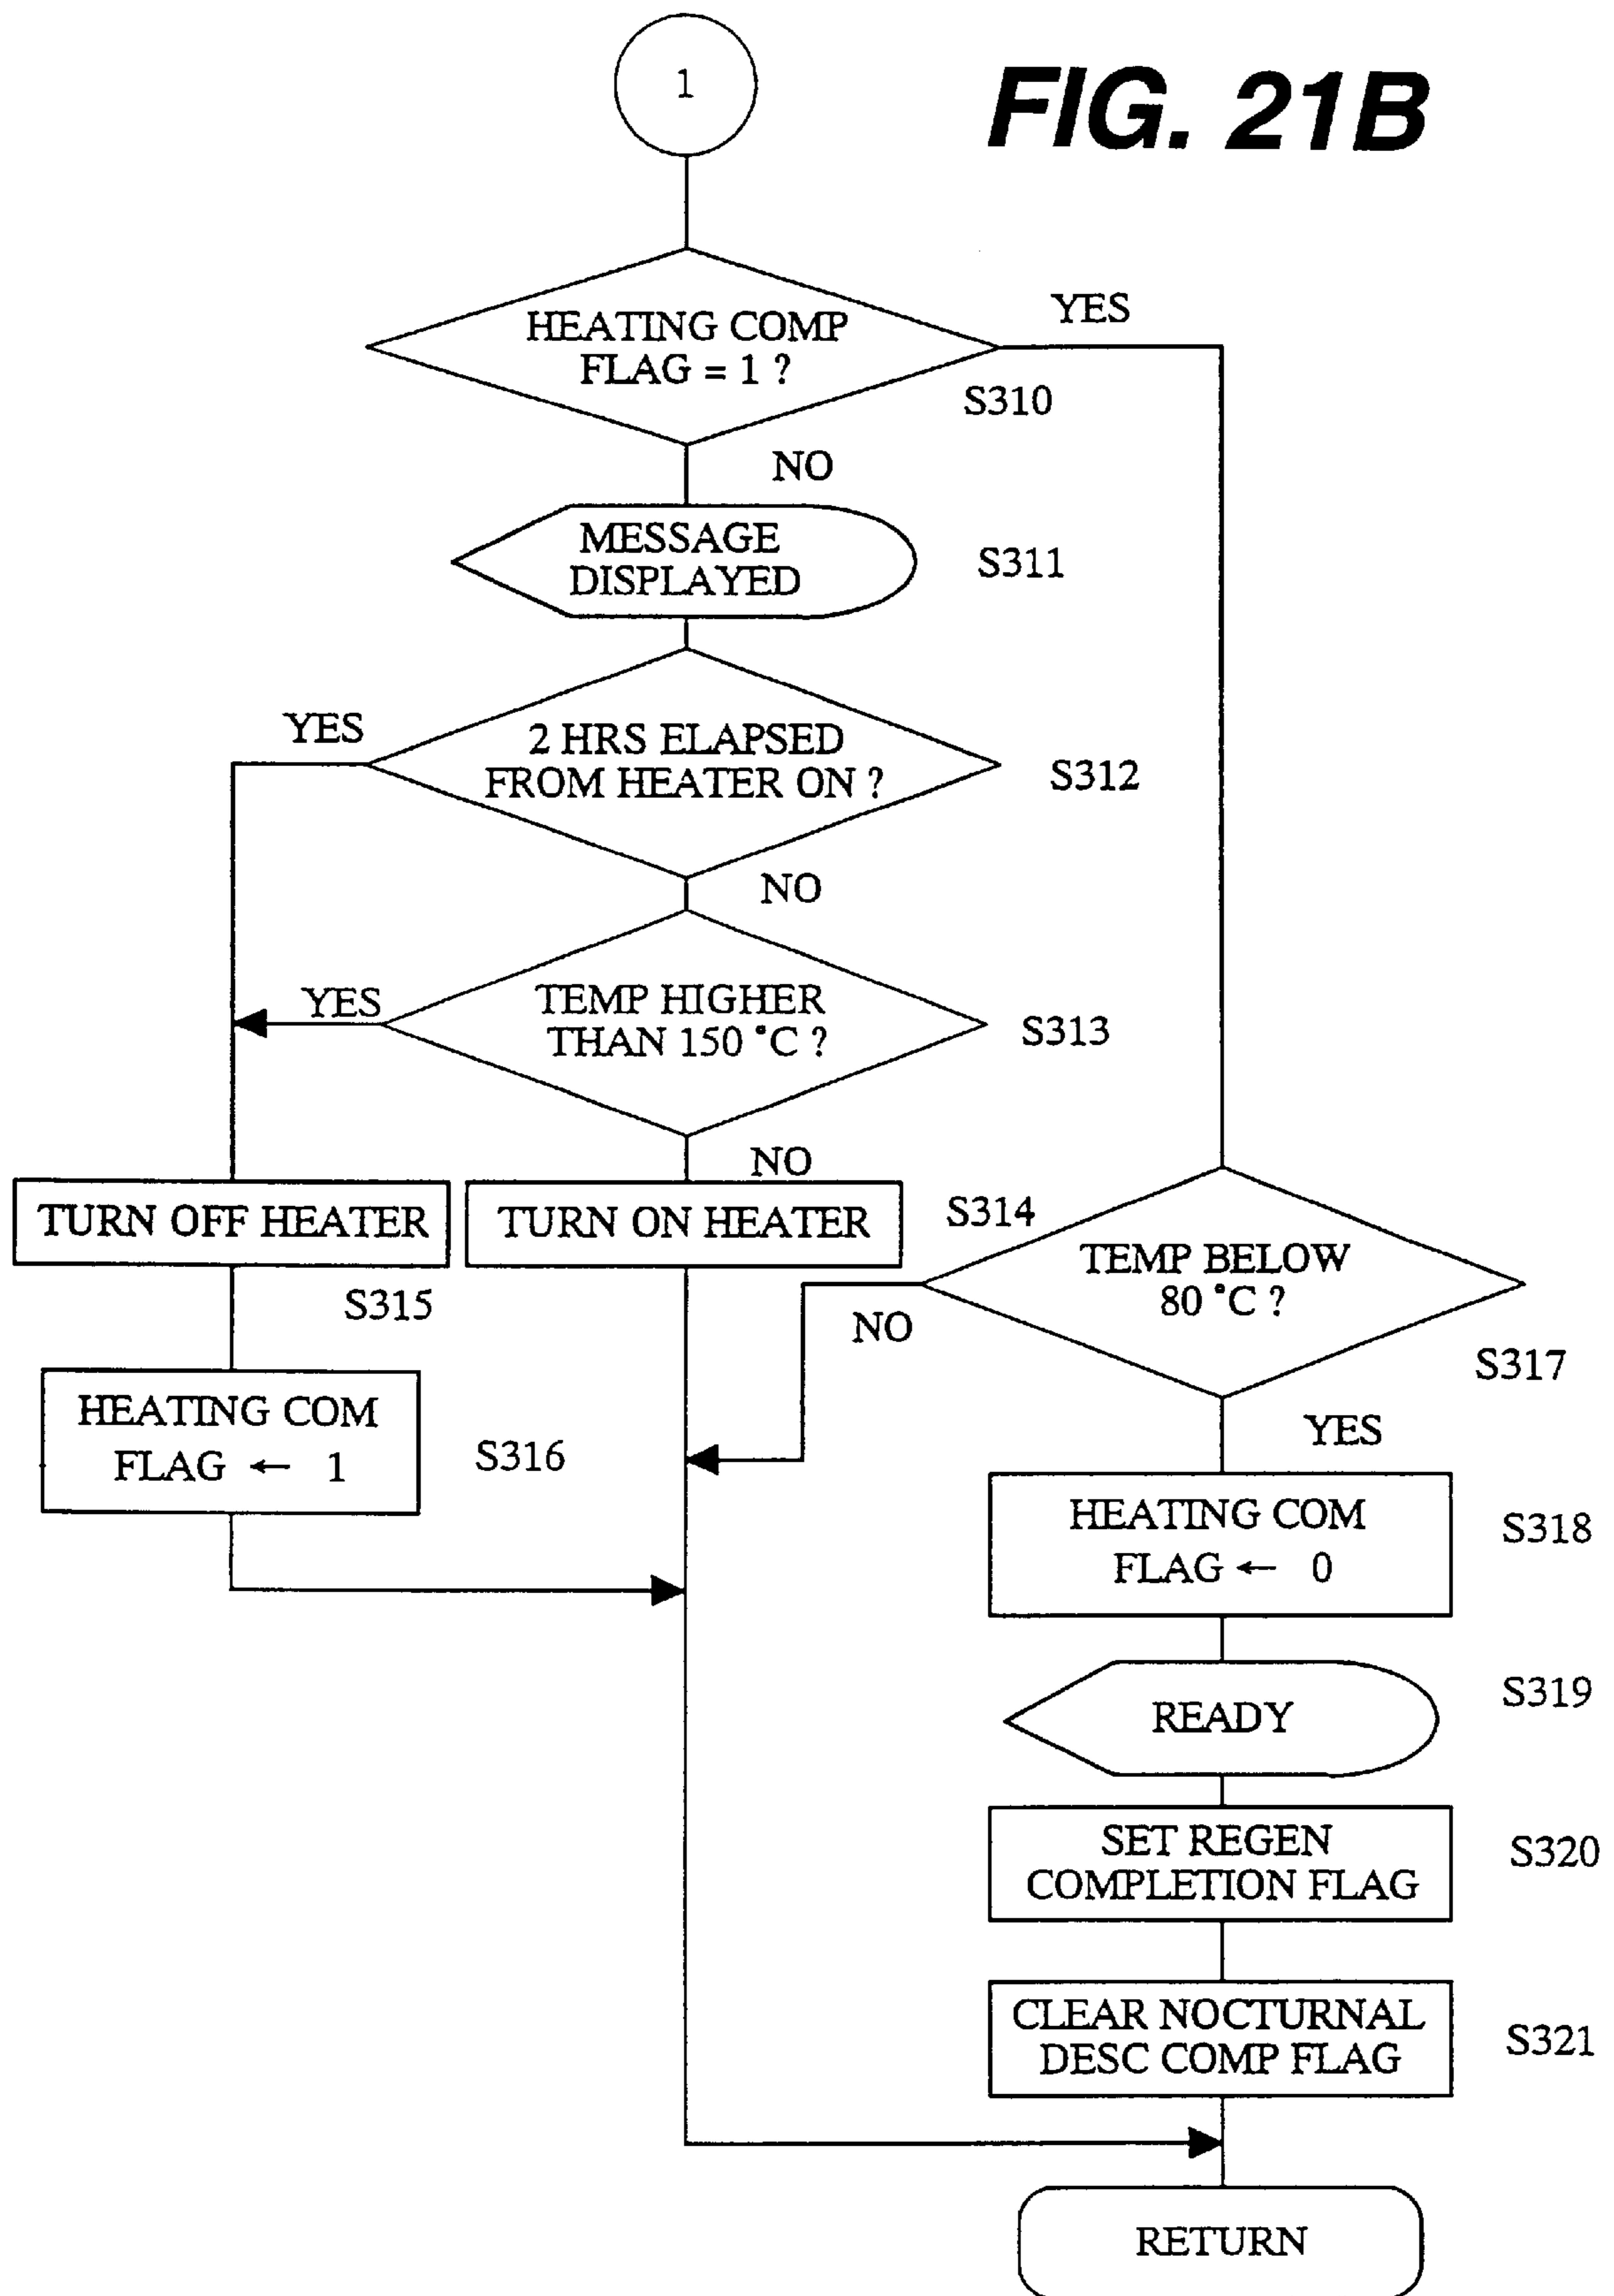 1
FIG. 21B
HEATING COMP
FLAG = 1 ?
YES
S310
NO
MESSAGE
DISPLAYED
S311
YES
2 HRS ELAPSED
FROM HEATER ON ?
S312
NO
YES
TEMP HIGHER
THAN 150 °C ?
S313
NO
TURN OFF HEATER
TURN ON HEATER
S314
S315
TEMP BELOW
80 °C ?
NO
S317
HEATING COM
FLAG ← 1
S316
YES
HEATING COM
FLAG ← 0
S318
READY
S319
SET REGEN
COMPLETION FLAG
S320
CLEAR NOCTURNAL
DESC COMP FLAG
S321
RETURN